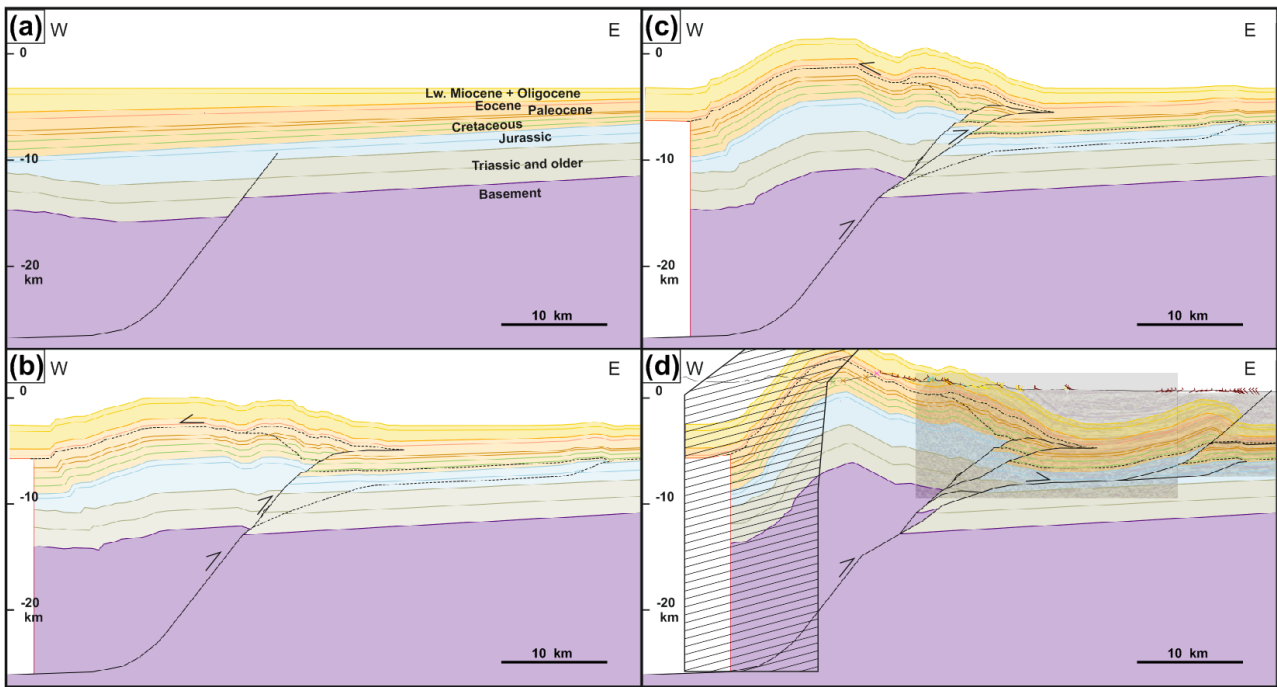 (a) W E
0
Lw. Miocene + Oligocene
Eocene
Paleocene
Cretaceous
Jurassic
-10
Triassic and older
Basement
-20
km
10 km
(c) W E
0
-10
-20
km
10 km
(b) W E
0
-10
-20
km
10 km
(d) W E
0
-10
-20
km
10 km